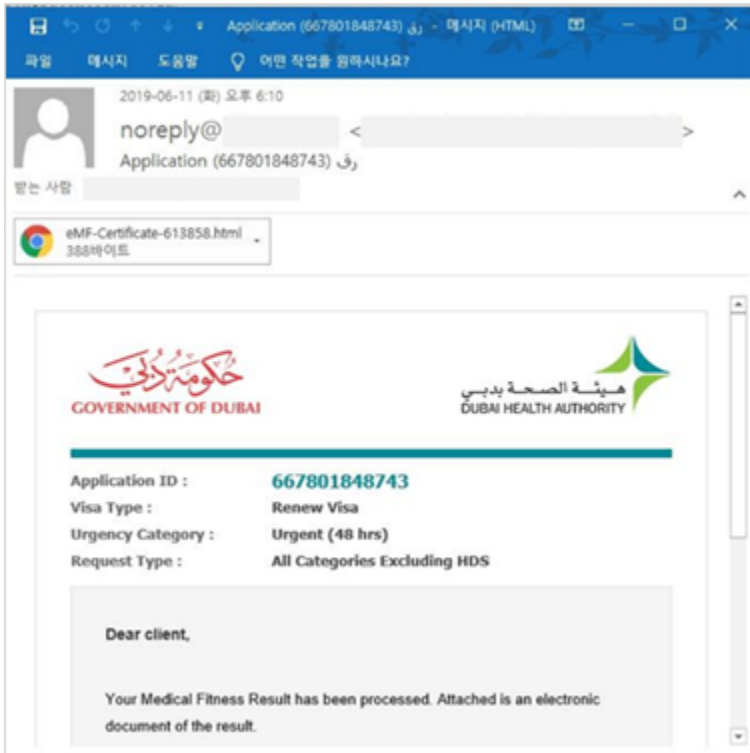 Application (667801848743) رق - 메시지 (HTML)
파일 메시지 도움말 어떤 작업을 원하시나요?
2019-06-11 (화) 오후 6:10
noreply@ < >
Application (667801848743) رق
받는 사람
eMF-Certificate-613858.html
388바이트
حكومة دبي
GOVERNMENT OF DUBAI
هيئة الصحة بدبي
DUBAI HEALTH AUTHORITY
Application ID : 667801848743
Visa Type : Renew Visa
Urgency Category : Urgent (48 hrs)
Request Type : All Categories Excluding HDS
Dear client,
Your Medical Fitness Result has been processed. Attached is an electronic
document of the result.